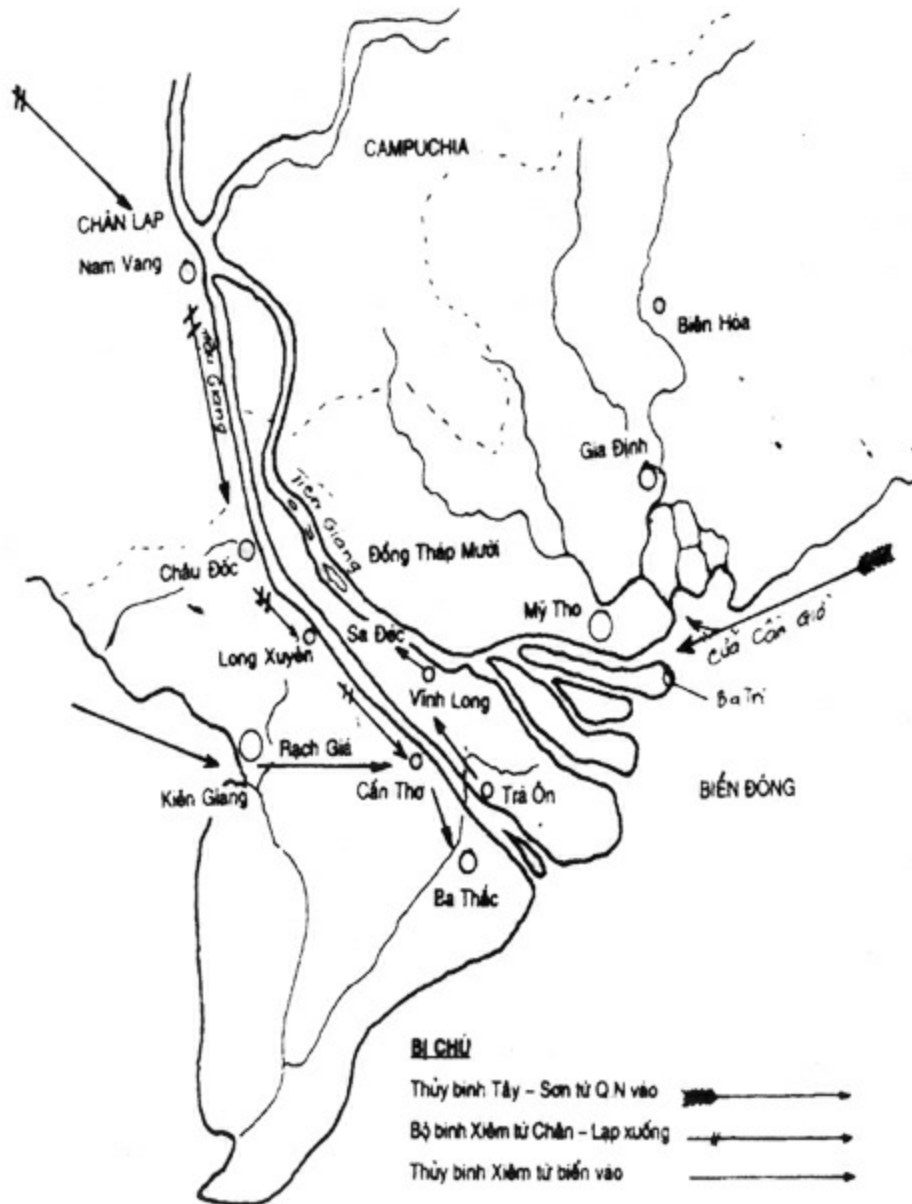 CAMPUCHIA
CHÂN LẠP
Nam Vang
Biên Hòa
Hậu Giang
Gia Định
Tiền Giang
Đồng Tháp Mười
Châu Đốc
Mỹ Tho
Cửa Cần Giờ
Long Xuyên
Sa Đéc
Vĩnh Long
Ba Tri
Rạch Giá
Kiên Giang
Cần Thơ
Trà Ôn
BIỂN ĐÔNG
Ba Thắc
BỊ CHÚ
Thủy binh Tây – Sơn từ Q.N vào
Bộ binh Xiêm từ Chân – Lạp xuống
Thủy binh Xiêm từ biển vào